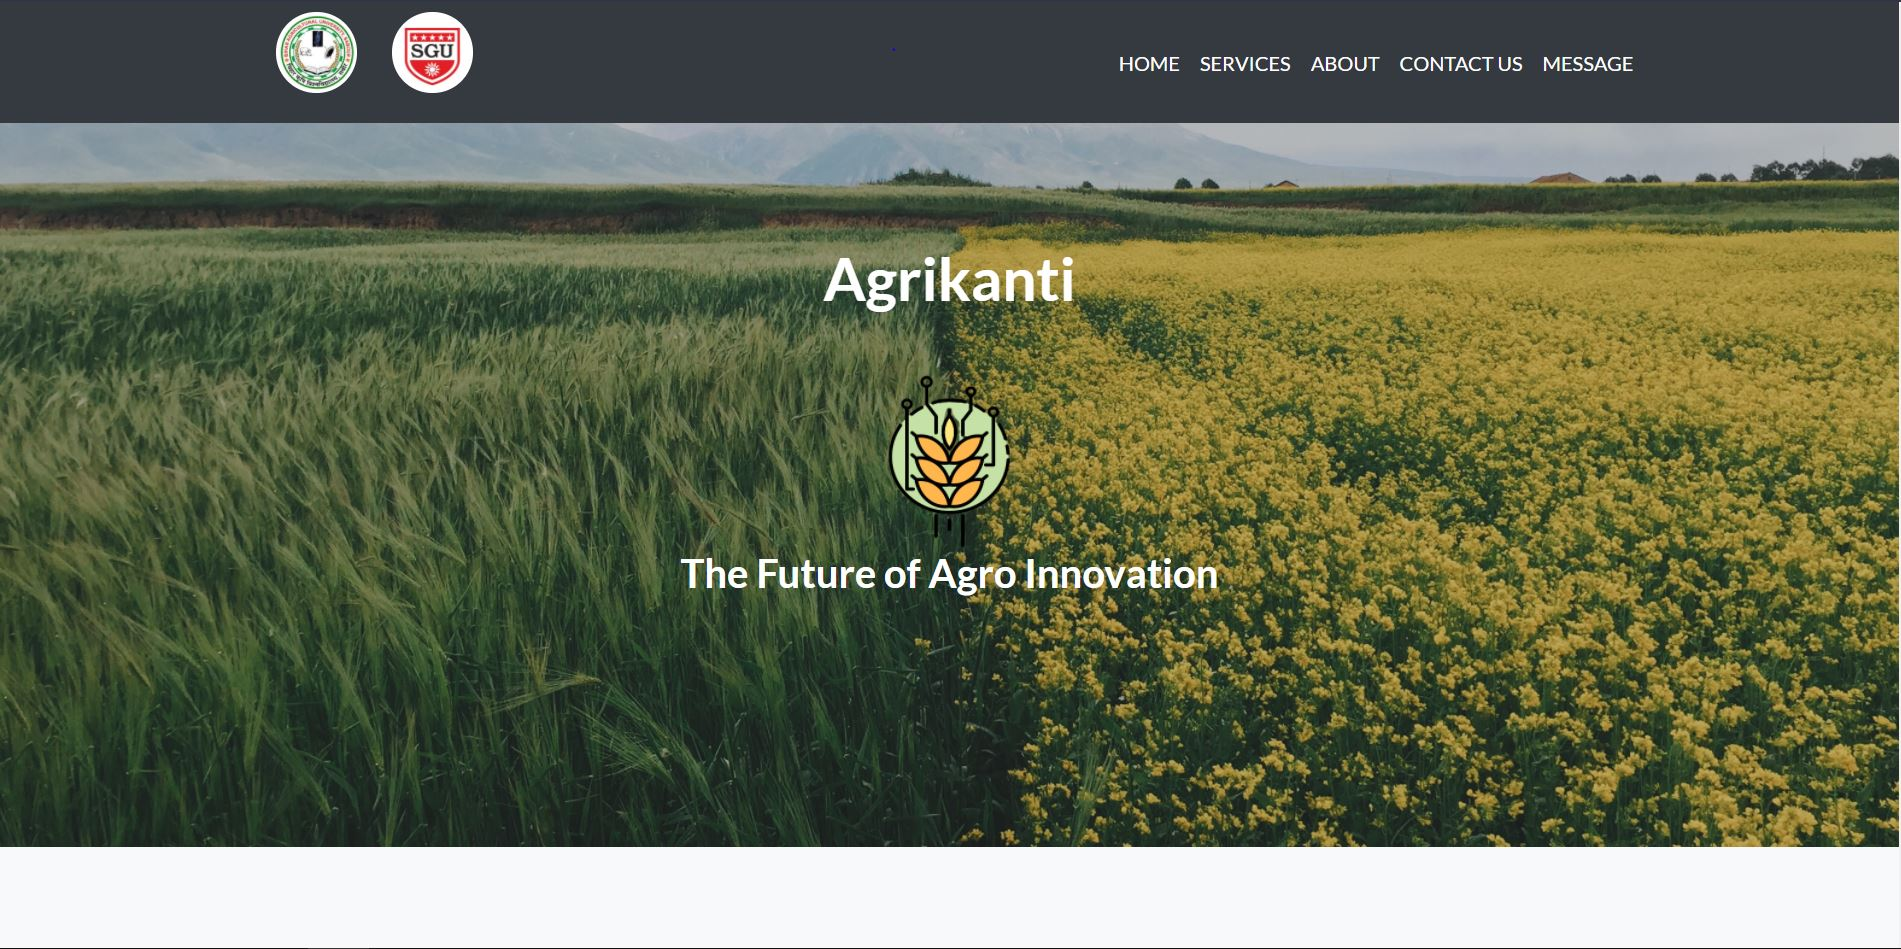 SGU
HOME SERVICES ABOUT CONTACT US MESSAGE
Agrikanti
The Future of Agro Innovation